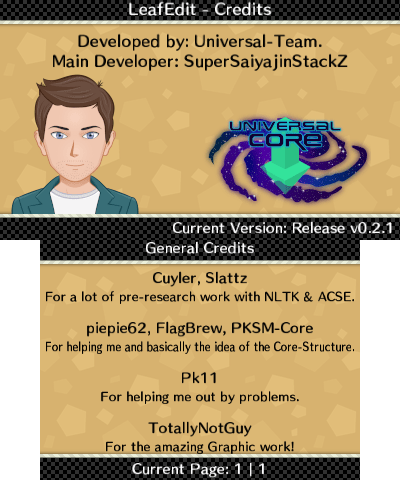 LeafEdit - Credits
Developed by: Universal-Team.
Main Developer: SuperSaiyajinStackZ
UNIVERSAL
CORE
Current Version: Release v0.2.1
General Credits
Cuyler, Slattz
For a lot of pre-research work with NLTK & ACSE.
piepie62, FlagBrew, PKSM-Core
For helping me and basically the idea of the Core-Structure.
Pk11
For helping me out by problems.
TotallyNotGuy
For the amazing Graphic work!
Current Page: 1 | 1